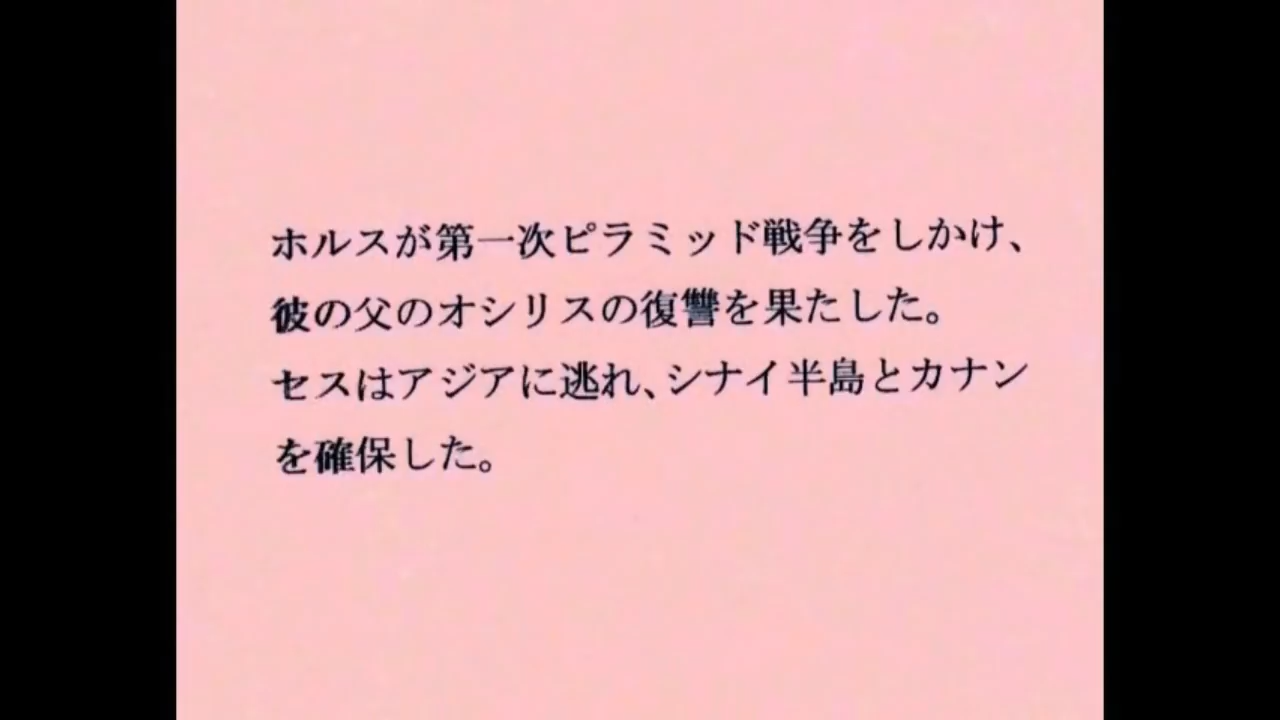 ホルスが第一次ピラミッド戦争をしかけ、
彼の父のオシリスの復讐を果たした。
セスはアジアに逃れ、シナイ半島とカナン
を確保した。